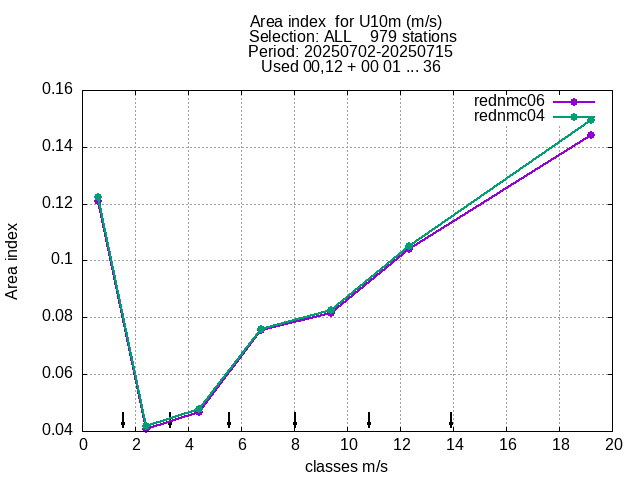 Area index  for U10m (m/s)
Selection: ALL    979 stations
Period: 20250702-20250715
Used 00,12 + 00 01 ... 36
rednmc06
rednmc04
0.16
0.14
0.12
0.1
0.08
0.06
0.04
Area index
0 2 4 6 8 10 12 14 16 18 20
classes m/s